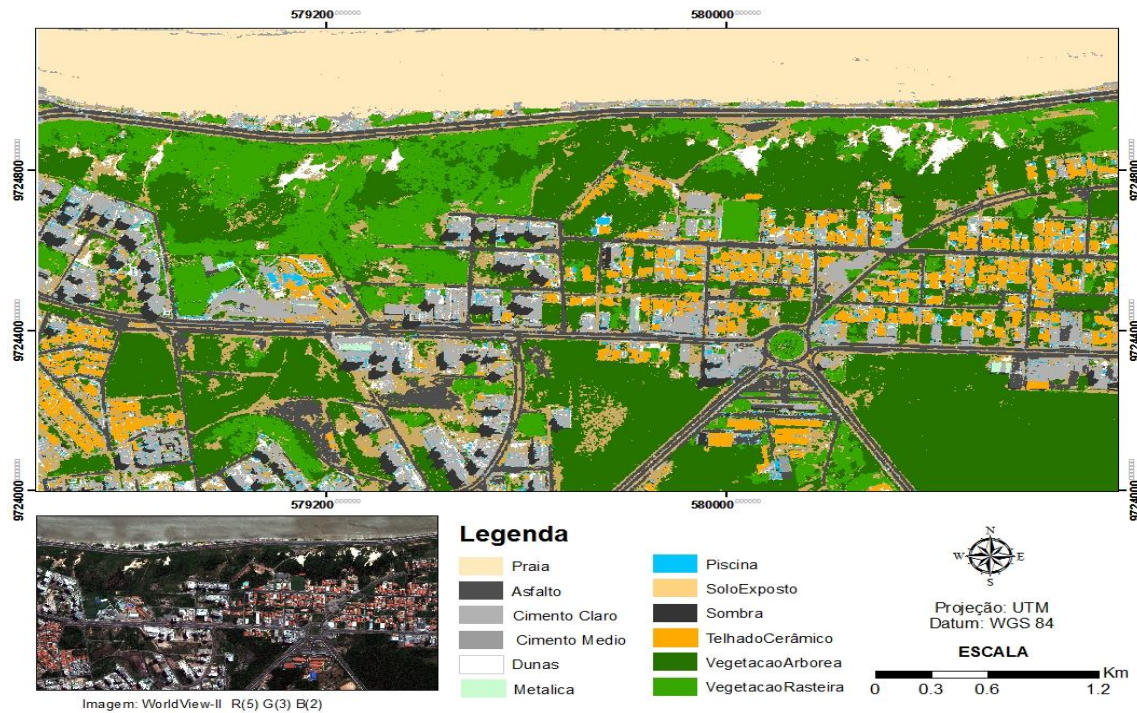 579200 580000
9724800 9724800
9724400 9724400
9724000 9724000
579200 580000
Legenda
Praia
Asfalto
Cimento Claro
Cimento Medio
Dunas
Metalica
Piscina
SoloExposto
Sombra
TelhadoCerâmico
VegetacaoArborea
VegetacaoRasteira
N
W E
S
Projeção: UTM
Datum: WGS 84
ESCALA
Km
0 0.3 0.6 1.2
Imagem: WorldView-II R(5) G(3) B(2)